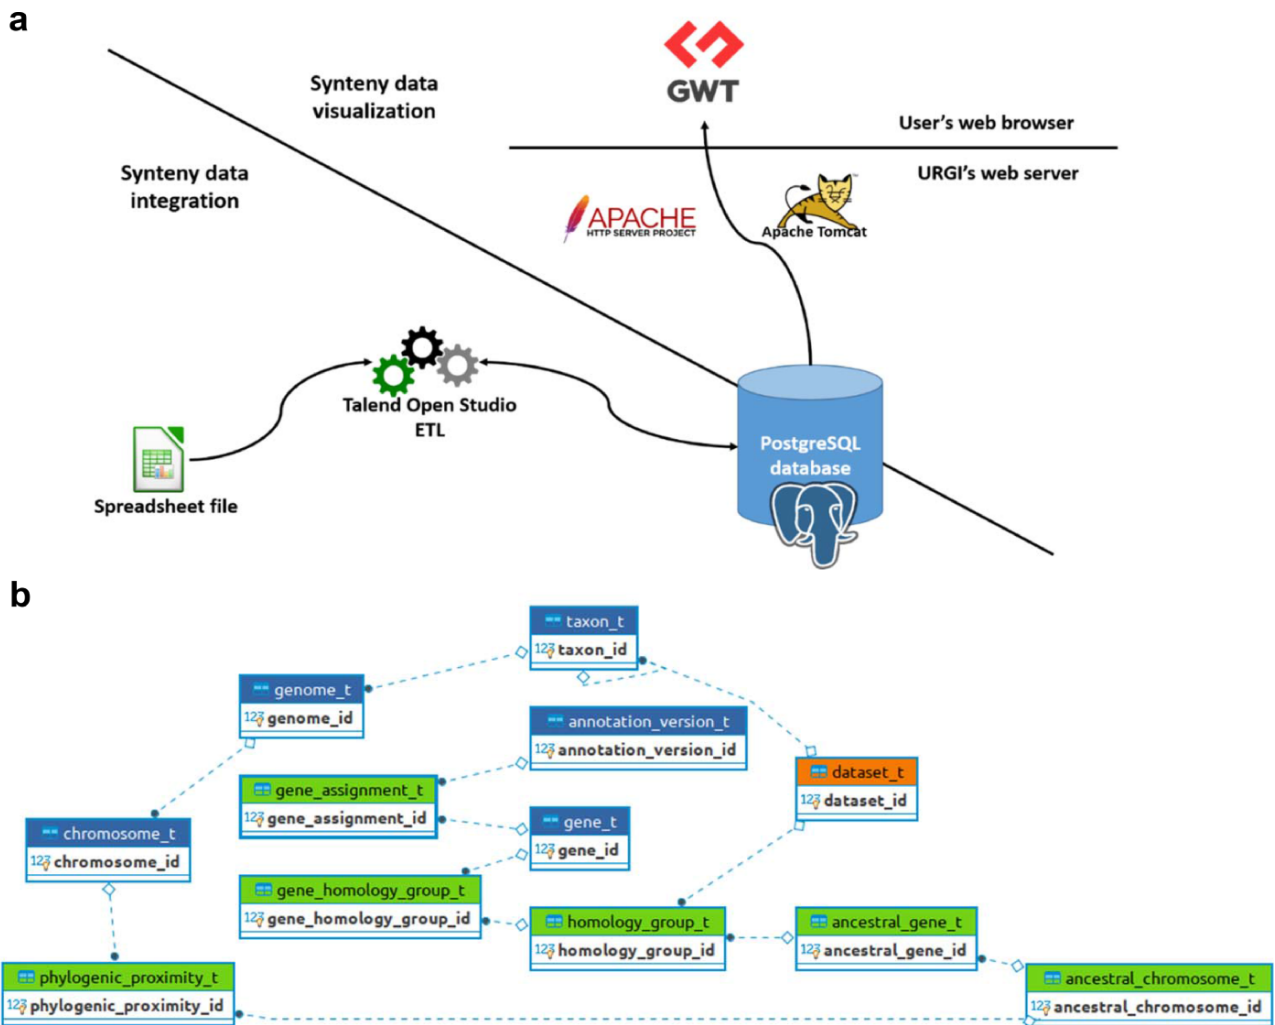 a
Synteny data
visualization
GWT
User's web browser
Synteny data
integration
URGI's web server
APACHE
HTTP SERVER PROJECT
Apache Tomcat
Talend Open Studio
ETL
PostgreSQL
database
Spreadsheet file
b
taxon_t
123 taxon_id
genome_t
123 genome_id
annotation_version_t
123 annotation_version_id
dataset_t
123 dataset_id
gene_assignment_t
123 gene_assignment_id
gene_t
123 gene_id
chromosome_t
123 chromosome_id
gene_homology_group_t
123 gene_homology_group_id
homology_group_t
123 homology_group_id
ancestral_gene_t
123 ancestral_gene_id
phylogenic_proximity_t
123 phylogenic_proximity_id
ancestral_chromosome_t
123 ancestral_chromosome_id